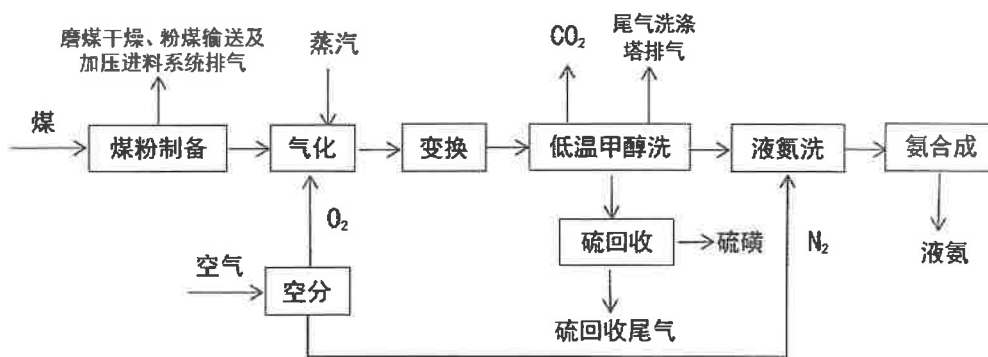 磨煤干燥、粉煤输送及
加压进料系统排气
蒸汽
CO₂
尾气洗涤
塔排气
煤
煤粉制备
气化
变换
低温甲醇洗
液氮洗
氨合成
O₂
硫回收
硫磺
N₂
液氨
空气
空分
硫回收尾气